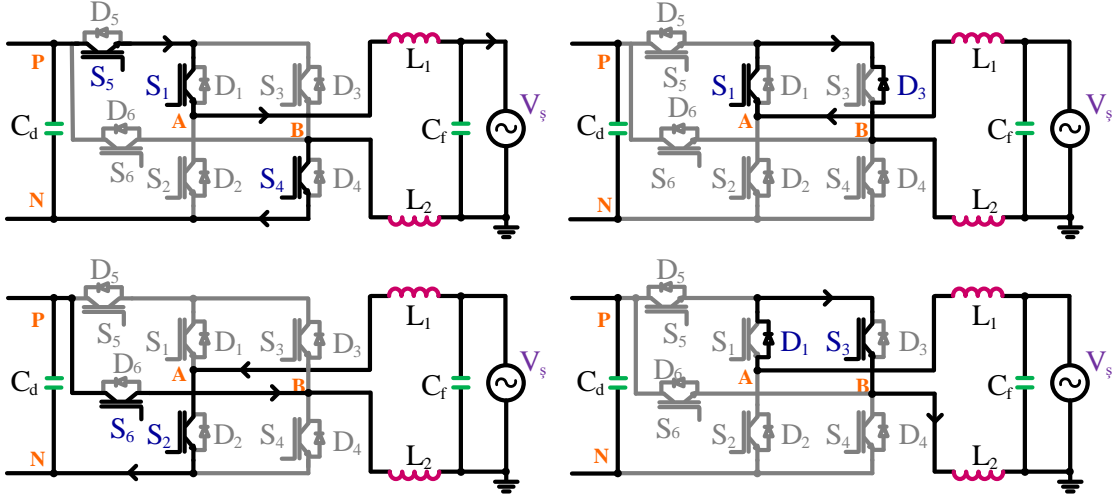 D5
P
S5
L1
S1
D1
S3
D3
Vş
Cd
D6
A
B
Cf
S6
S2
D2
S4
D4
N
L2
D5
P
S5
L1
S1
D1
S3
D3
Vş
Cd
D6
A
B
Cf
S6
S2
D2
S4
D4
N
L2
D5
P
S5
L1
S1
D1
S3
D3
Vş
Cd
D6
A
B
Cf
S6
S2
D2
S4
D4
N
L2
D5
P
S5
L1
S1
D1
S3
D3
Vş
Cd
D6
A
B
Cf
S6
S2
D2
S4
D4
N
L2